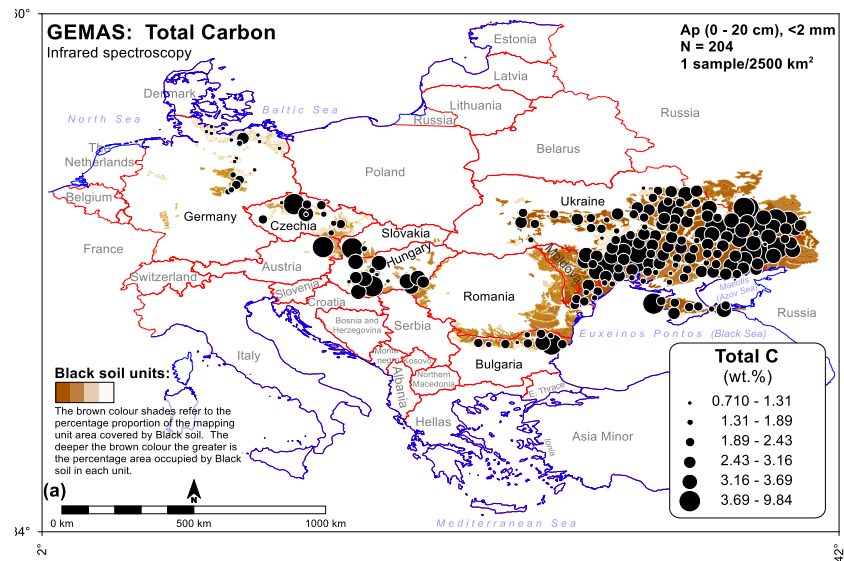 60°
GEMAS: Total Carbon
Infrared spectroscopy
Ap (0 - 20 cm), <2 mm
N = 204
1 sample/2500 km²
Estonia
Latvia
Denmark
Lithuania
Baltic Sea
North Sea
Russia
Russia
The
Netherlands
Belarus
Poland
Belgium
Ukraine
Germany
Czechia
Slovakia
France
Hungary
Moldova
Austria
Switzerland
Slovenia
Croatia
Romania
Maeotis
(Azov Sea)
Russia
Bosnia and
Herzegovina
Serbia
Euxeinos Pontos (Black Sea)
Italy
Monte-
negro
Kosovo
Bulgaria
Northern
Macedonia
Albania
E. Thrace
Hellas
Ionia
Asia Minor
Mediterranean Sea
Black soil units:
The brown colour shades refer to the
percentage proportion of the mapping
unit area covered by Black soil. The
deeper the brown colour the greater is
the percentage area occupied by Black
soil in each unit.
Total C
(wt.%)
0.710 - 1.31
1.31 - 1.89
1.89 - 2.43
2.43 - 3.16
3.16 - 3.69
3.69 - 9.84
(a)
N
0 km
500 km
1000 km
34°
2°
42°